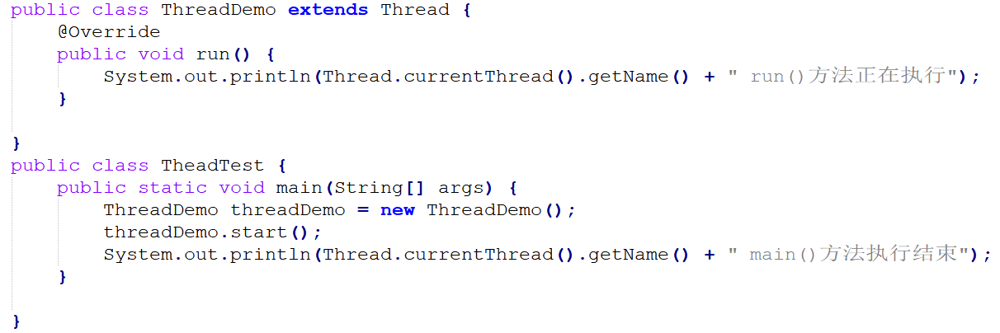 public class ThreadDemo extends Thread {
    @Override
    public void run() {
        System.out.println(Thread.currentThread().getName() + " run()方法正在执行");
    }

}
public class TheadTest {
    public static void main(String[] args) {
        ThreadDemo threadDemo = new ThreadDemo();
        threadDemo.start();
        System.out.println(Thread.currentThread().getName() + " main()方法执行结束");
    }

}